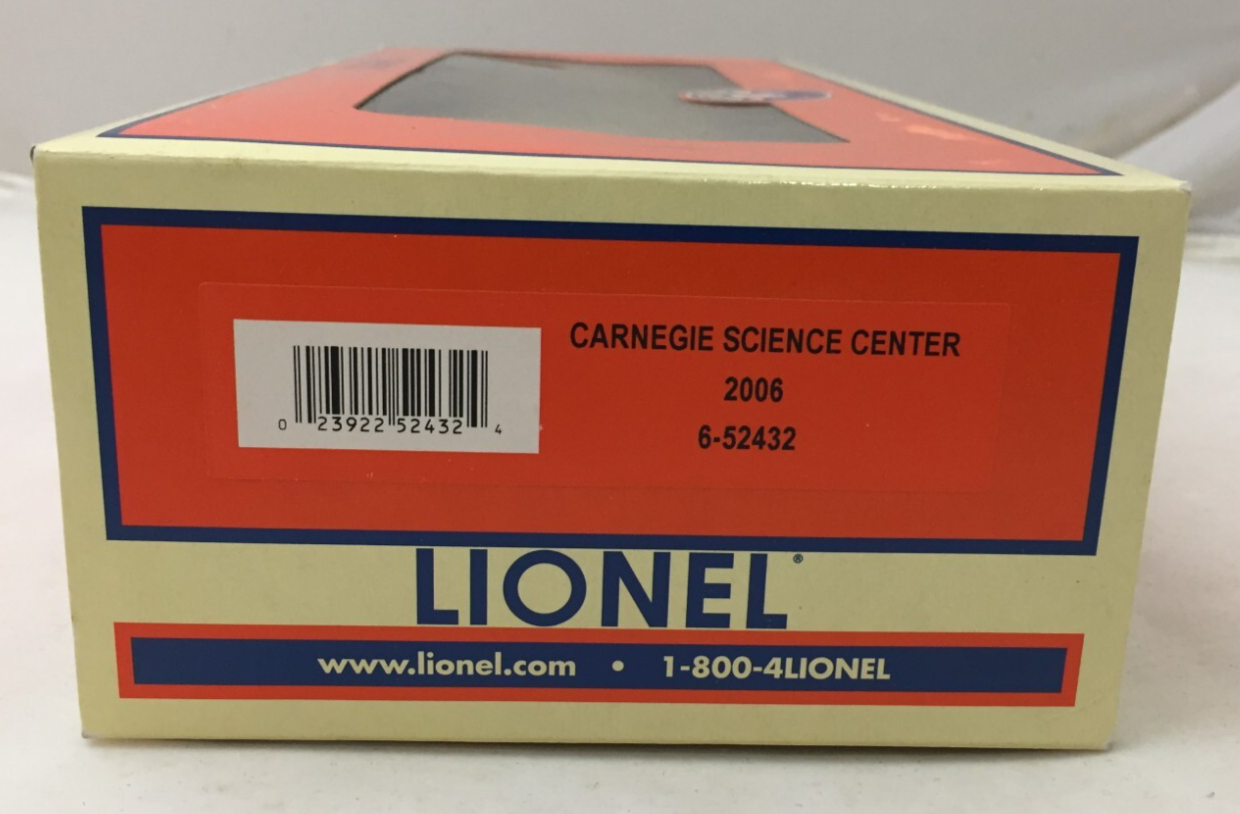 CARNEGIE SCIENCE CENTER
2006
6-52432
0 23922 52432 4
LIONEL®
www.lionel.com • 1-800-4LIONEL